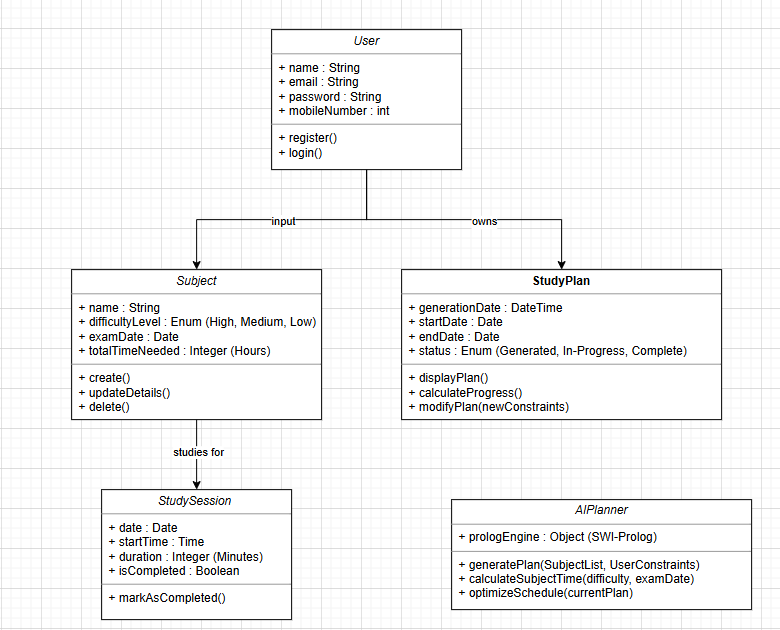 User
+ name : String
+ email : String
+ password : String
+ mobileNumber : int
+ register()
+ login()
input
owns
Subject
+ name : String
+ difficultyLevel : Enum (High, Medium, Low)
+ examDate : Date
+ totalTimeNeeded : Integer (Hours)
+ create()
+ updateDetails()
+ delete()
StudyPlan
+ generationDate : DateTime
+ startDate : Date
+ endDate : Date
+ status : Enum (Generated, In-Progress, Complete)
+ displayPlan()
+ calculateProgress()
+ modifyPlan(newConstraints)
studies for
StudySession
+ date : Date
+ startTime : Time
+ duration : Integer (Minutes)
+ isCompleted : Boolean
+ markAsCompleted()
AIPlanner
+ prologEngine : Object (SWI-Prolog)
+ generatePlan(SubjectList, UserConstraints)
+ calculateSubjectTime(difficulty, examDate)
+ optimizeSchedule(currentPlan)